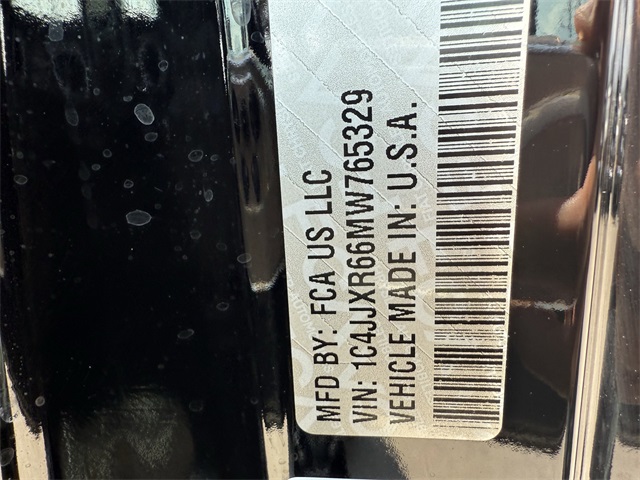 MFD BY: FCA US LLC
VIN: 1C4JJXR66MW765329
VEHICLE MADE IN: U.S.A.